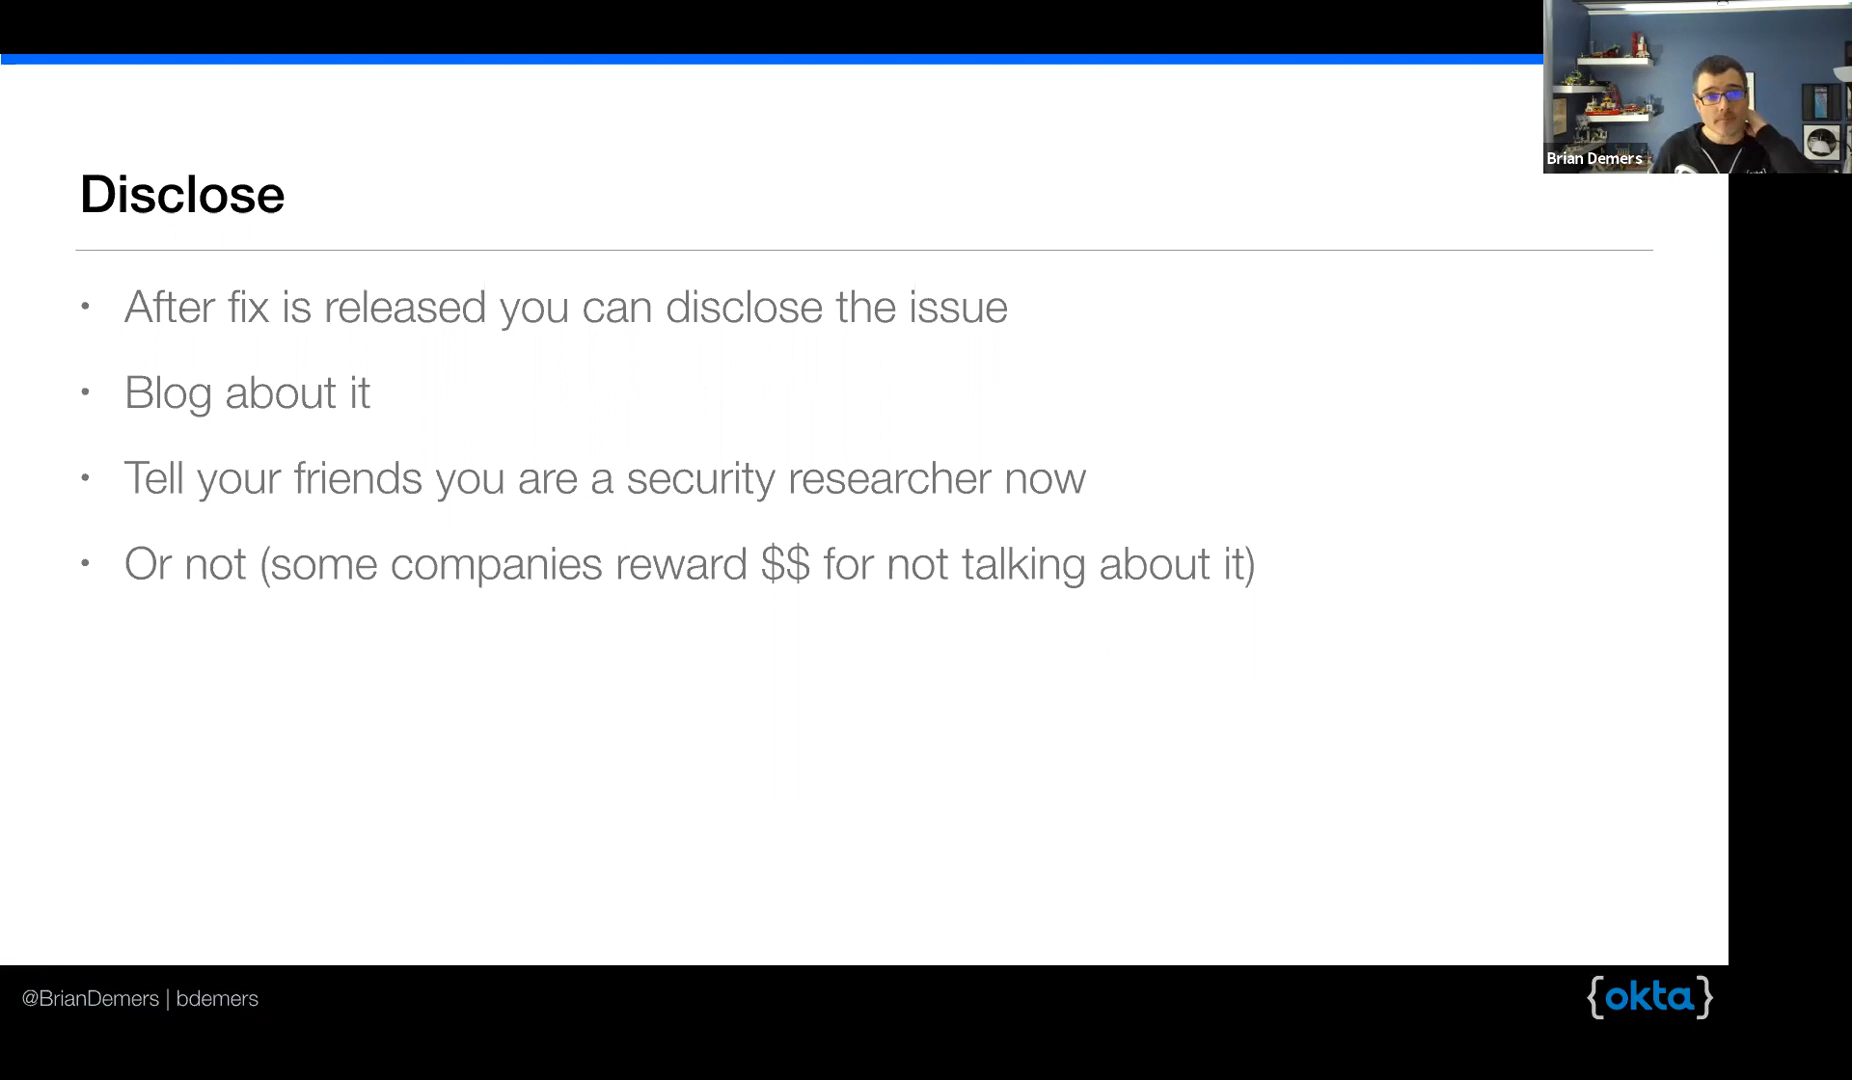 Brian Demers
Disclose
• After fix is released you can disclose the issue
• Blog about it
• Tell your friends you are a security researcher now
• Or not (some companies reward $$ for not talking about it)
@BrianDemers | bdemers
{okta}